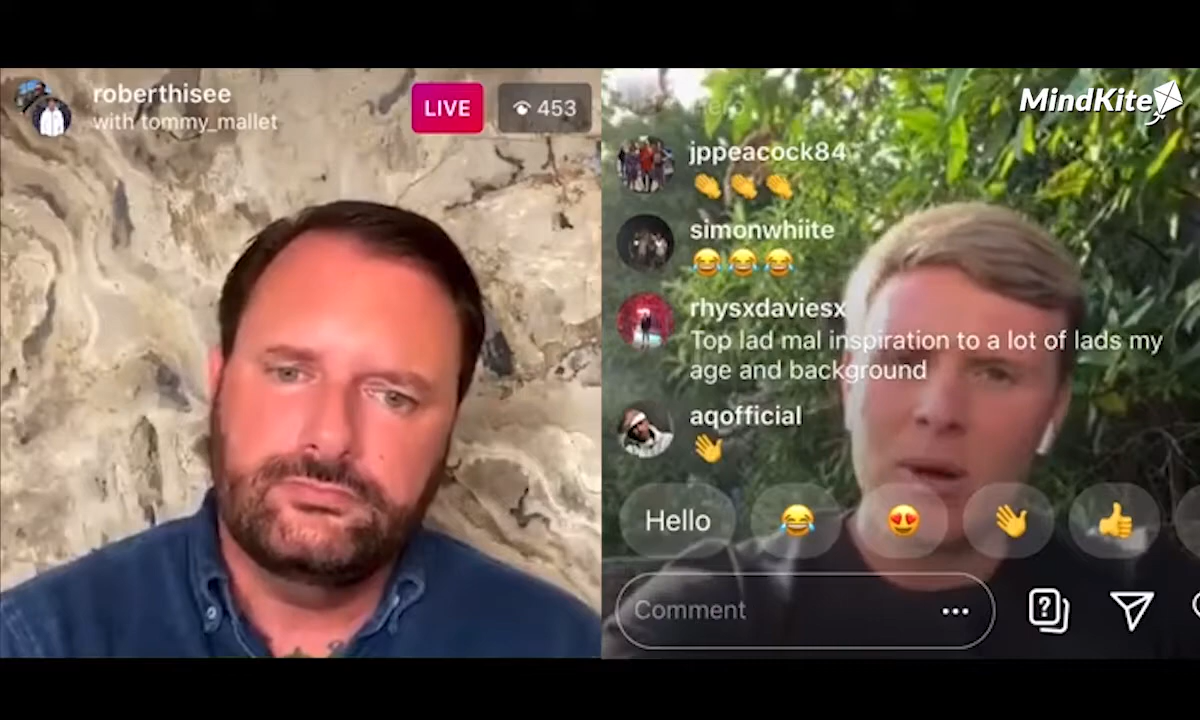 roberthisee
with tommy_mallet
LIVE
453
MindKite
jppeacock84
👏👏👏
simonwhiite
😂😂😂
rhysxdaviesx
Top lad mal inspiration to a lot of lads my
age and background
aqofficial
👋
Hello 😂 😍 👋 👍
Comment